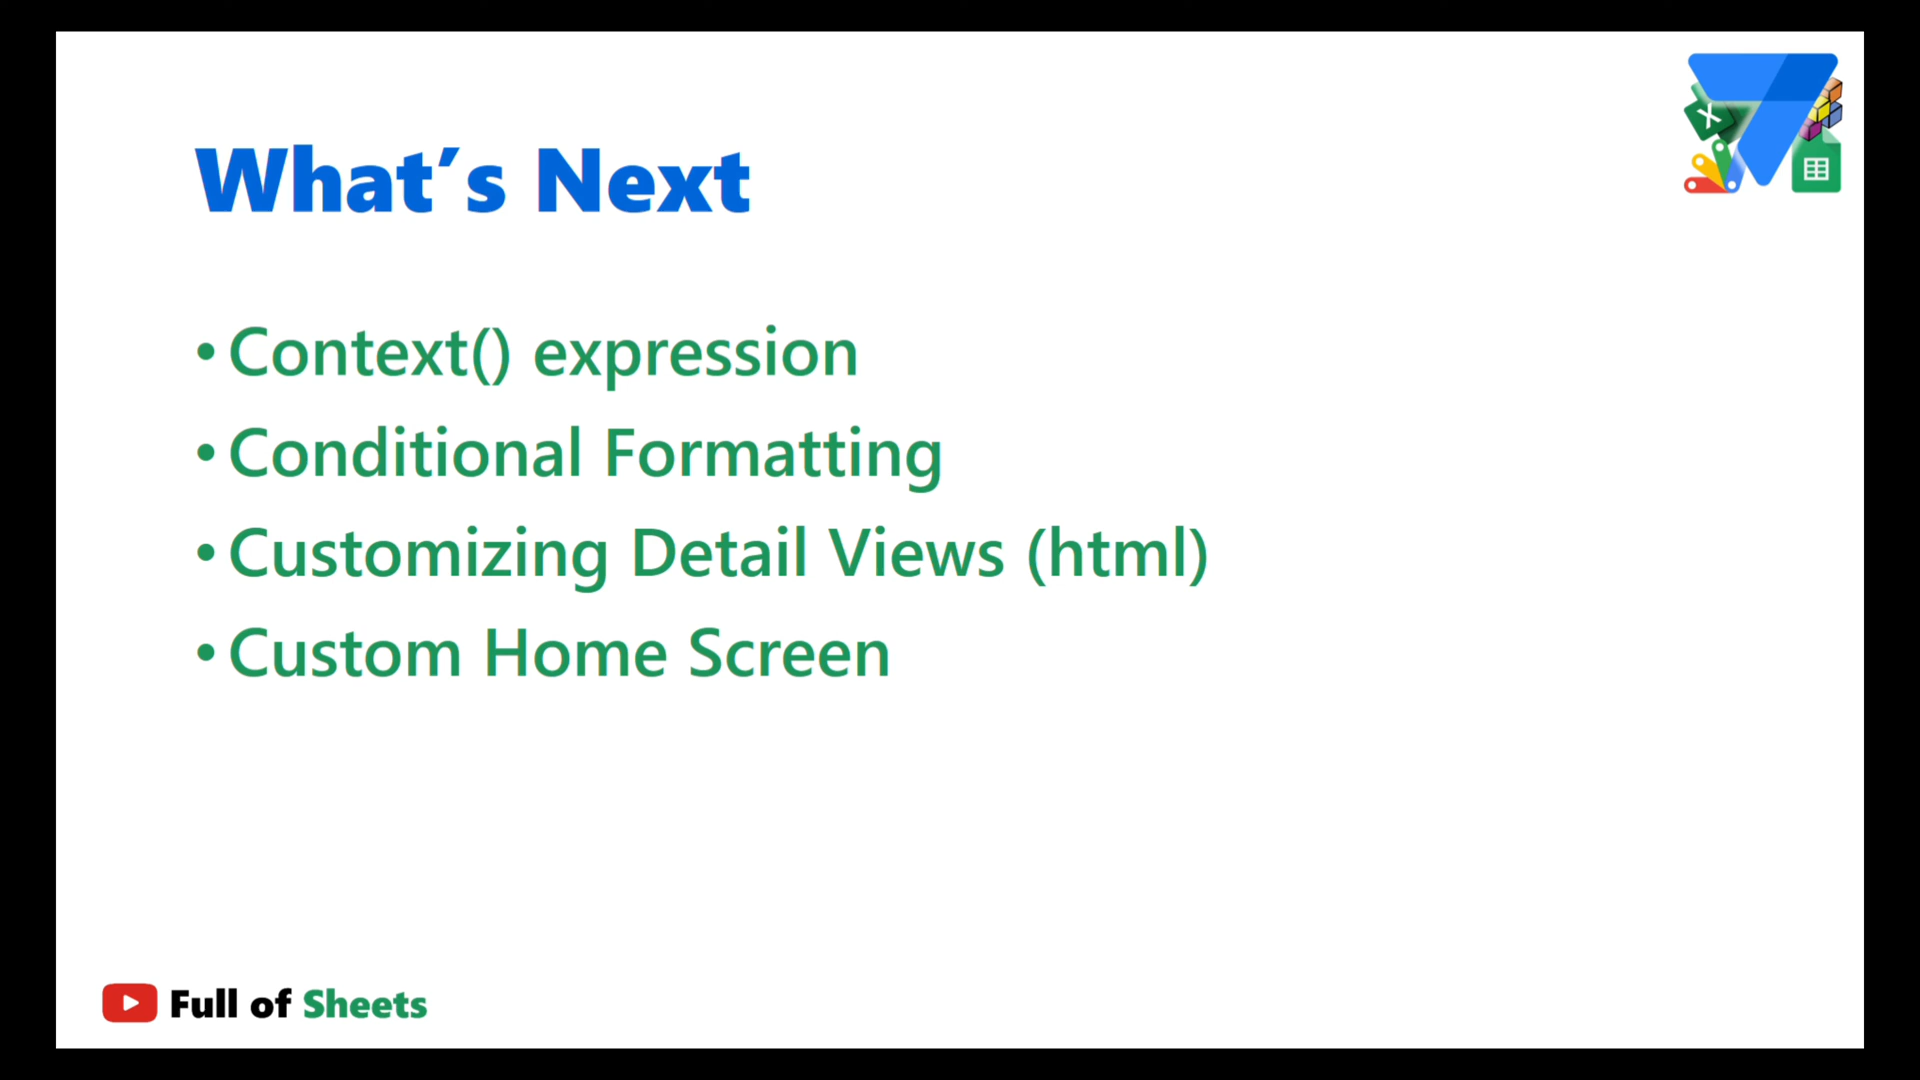 What's Next
• Context() expression
• Conditional Formatting
• Customizing Detail Views (html)
• Custom Home Screen
Full of Sheets